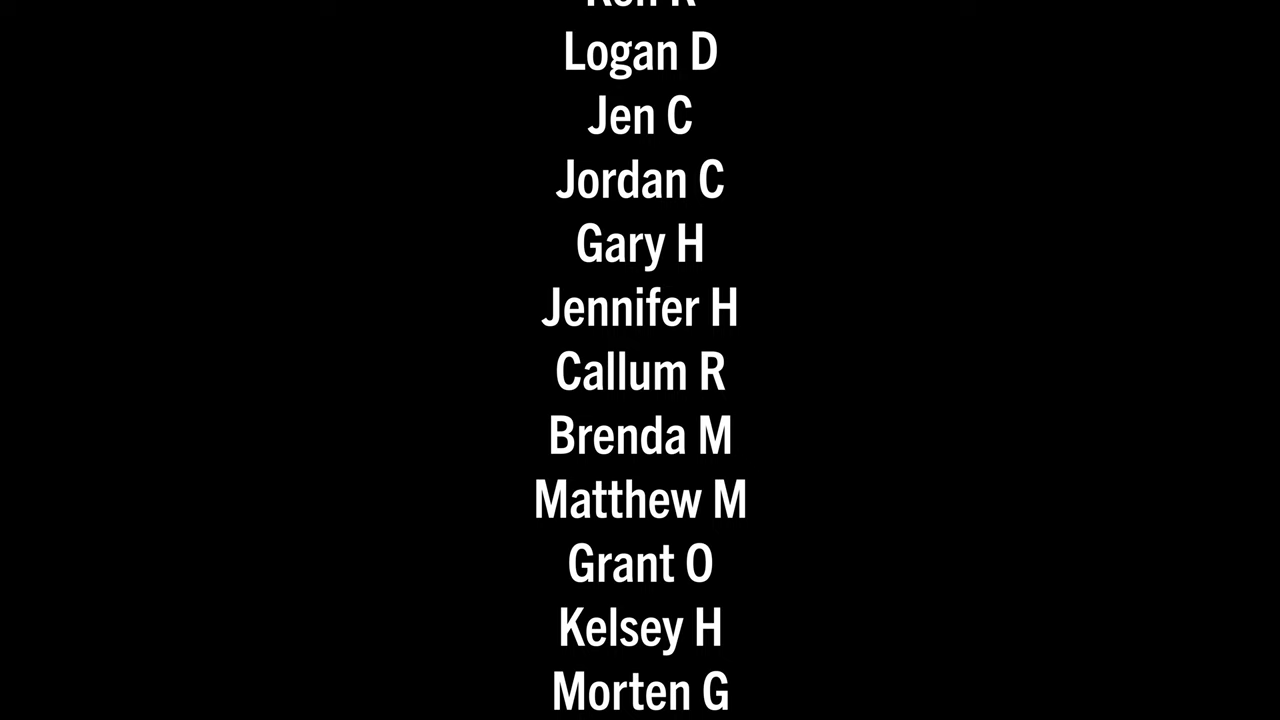 Logan D
Jen C
Jordan C
Gary H
Jennifer H
Callum R
Brenda M
Matthew M
Grant O
Kelsey H
Morten G